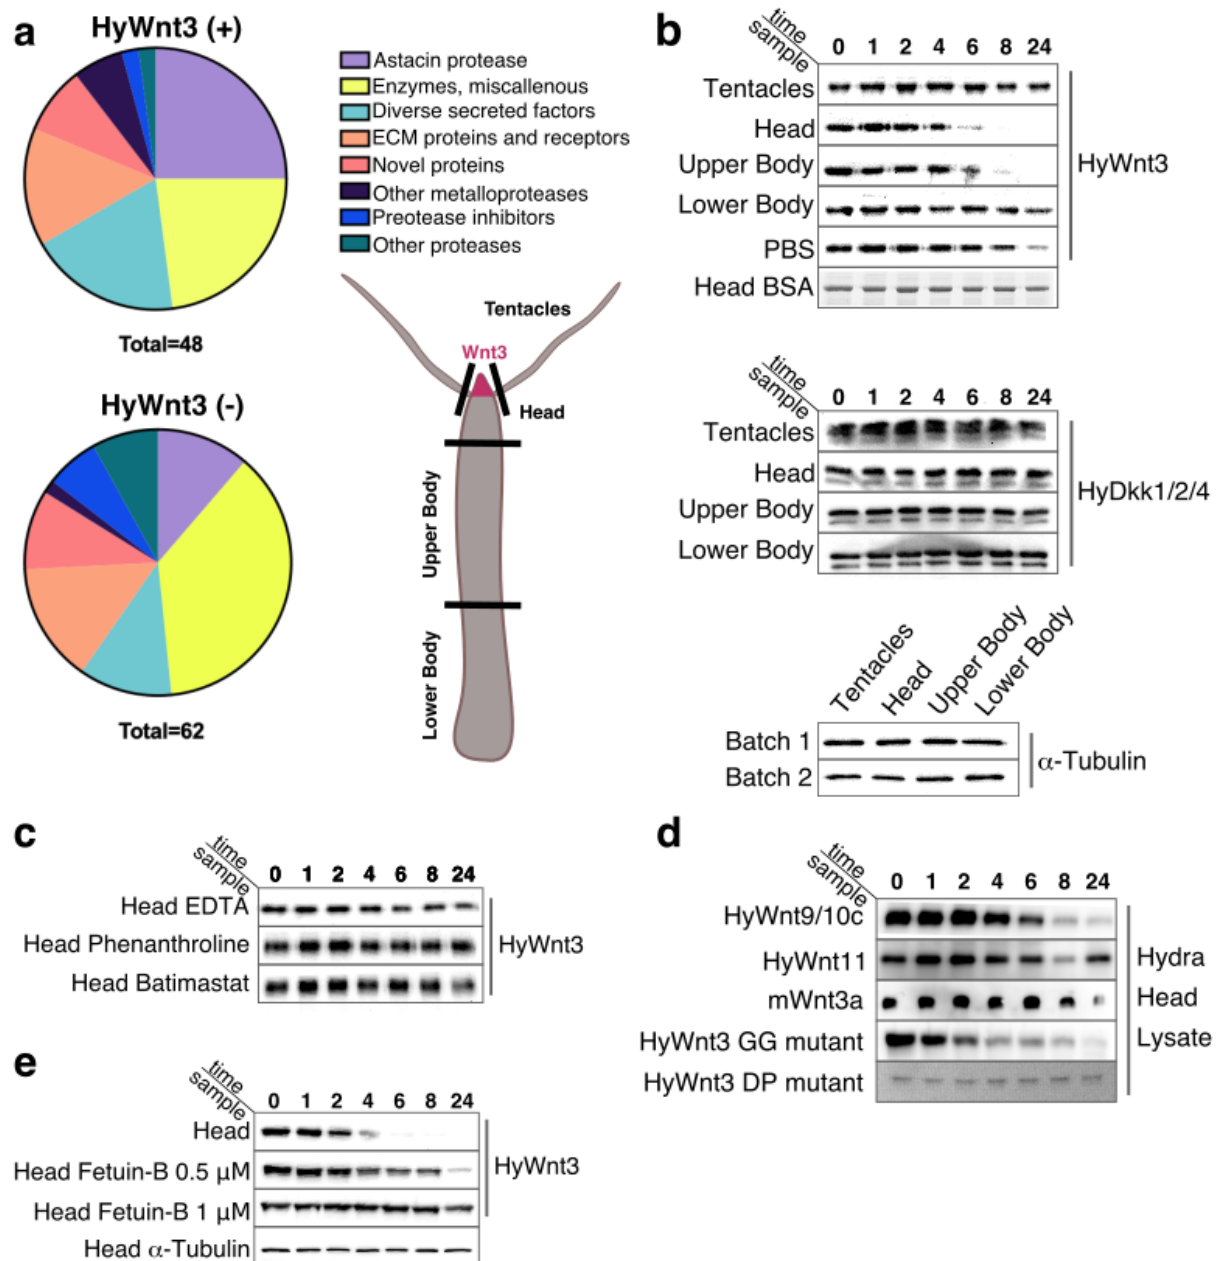 a
HyWnt3 (+)
Total=48
HyWnt3 (-)
Total=62
Astacin protease
Enzymes, miscallenous
Diverse secreted factors
ECM proteins and receptors
Novel proteins
Other metalloproteases
Preotease inhibitors
Other proteases
Tentacles
Wnt3
Head
Upper Body
Lower Body
b
time
sample
0 1 2 4 6 8 24
Tentacles
Head
Upper Body
Lower Body
PBS
Head BSA
HyWnt3
time
sample
0 1 2 4 6 8 24
Tentacles
Head
Upper Body
Lower Body
HyDkk1/2/4
Tentacles
Head
Upper Body
Lower Body
Batch 1
Batch 2
α-Tubulin
c
time
sample
0 1 2 4 6 8 24
Head EDTA
Head Phenanthroline
Head Batimastat
HyWnt3
d
time
sample
0 1 2 4 6 8 24
HyWnt9/10c
HyWnt11
mWnt3a
HyWnt3 GG mutant
HyWnt3 DP mutant
Hydra
Head
Lysate
e
time
sample
0 1 2 4 6 8 24
Head
Head Fetuin-B 0.5 µM
Head Fetuin-B 1 µM
Head α-Tubulin
HyWnt3